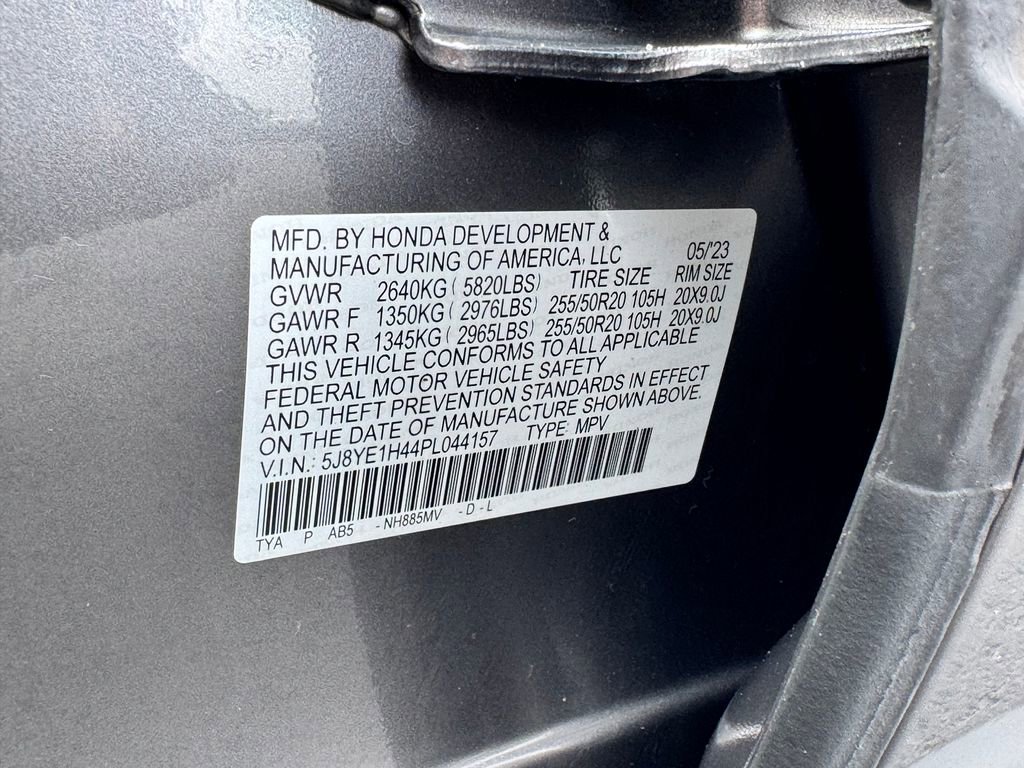 MFD. BY HONDA DEVELOPMENT &
MANUFACTURING OF AMERICA, LLC 05/'23
GVWR 2640KG ( 5820LBS) TIRE SIZE RIM SIZE
GAWR F 1350KG ( 2976LBS) 255/50R20 105H 20X9.0J
GAWR R 1345KG ( 2965LBS) 255/50R20 105H 20X9.0J
THIS VEHICLE CONFORMS TO ALL APPLICABLE
FEDERAL MOTOR VEHICLE SAFETY
AND THEFT PREVENTION STANDARDS IN EFFECT
ON THE DATE OF MANUFACTURE SHOWN ABOVE.
V.I.N.: 5J8YE1H44PL044157 TYPE: MPV
TYA P AB5 -NH885MV -D-L